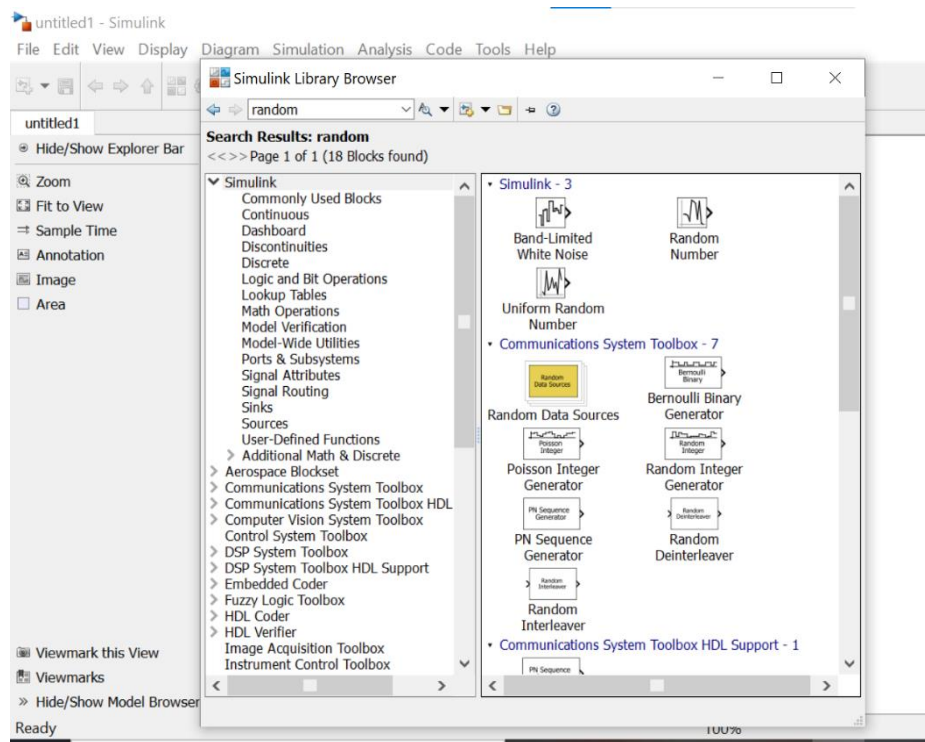 untitled1 - Simulink
File Edit View Display Diagram Simulation Analysis Code Tools Help
untitled1
Hide/Show Explorer Bar
Zoom
Fit to View
Sample Time
Annotation
Image
Area
Viewmark this View
Viewmarks
Hide/Show Model Browser
Ready
100%
Simulink Library Browser
random
Search Results: random
<< >> Page 1 of 1 (18 Blocks found)
Simulink
Commonly Used Blocks
Continuous
Dashboard
Discontinuities
Discrete
Logic and Bit Operations
Lookup Tables
Math Operations
Model Verification
Model-Wide Utilities
Ports & Subsystems
Signal Attributes
Signal Routing
Sinks
Sources
User-Defined Functions
Additional Math & Discrete
Aerospace Blockset
Communications System Toolbox
Communications System Toolbox HDL
Computer Vision System Toolbox
Control System Toolbox
DSP System Toolbox
DSP System Toolbox HDL Support
Embedded Coder
Fuzzy Logic Toolbox
HDL Coder
HDL Verifier
Image Acquisition Toolbox
Instrument Control Toolbox
Simulink - 3
Band-Limited
White Noise
Random
Number
Uniform Random
Number
Communications System Toolbox - 7
Random
Data Sources
Random Data Sources
Bernoulli
Binary
Bernoulli Binary
Generator
Poisson
Integer
Poisson Integer
Generator
Random
Integer
Random Integer
Generator
PN Sequence
Generator
PN Sequence
Generator
Random
Deinterleaver
Random
Deinterleaver
Random
Interleaver
Random
Interleaver
Communications System Toolbox HDL Support - 1
PN Sequence